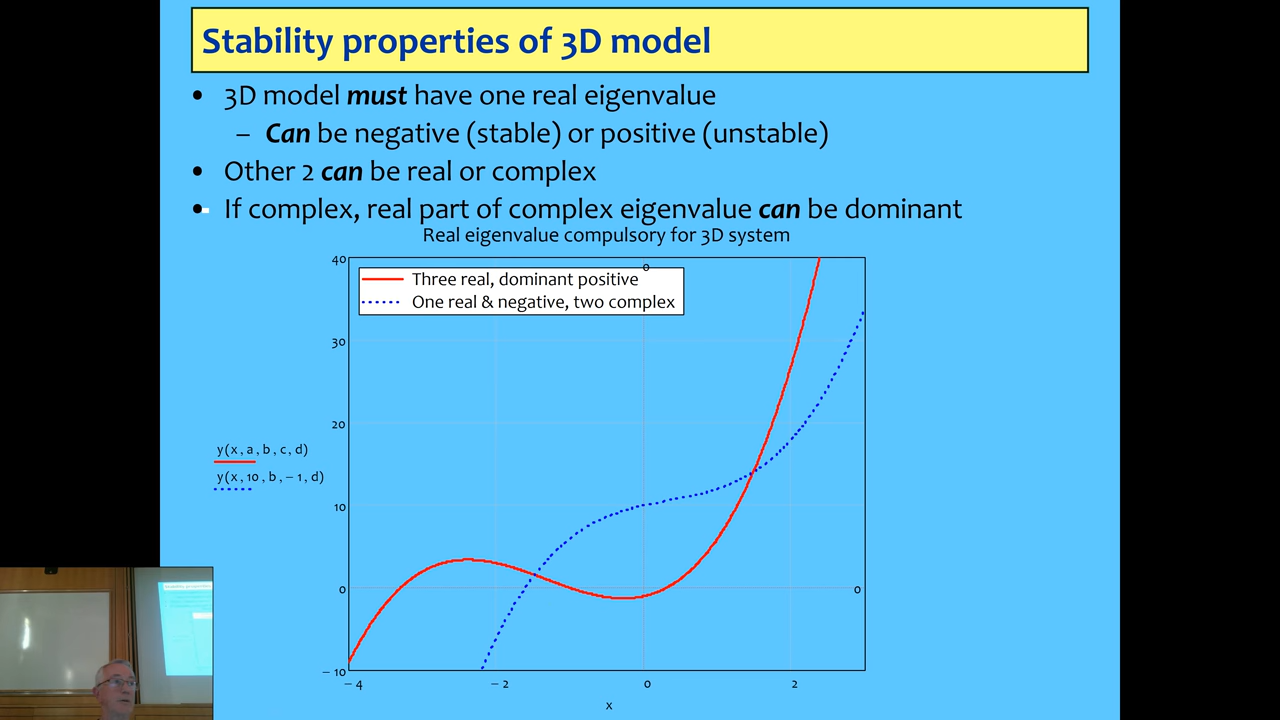 Stability properties of 3D model
• 3D model must have one real eigenvalue
– Can be negative (stable) or positive (unstable)
• Other 2 can be real or complex
• If complex, real part of complex eigenvalue can be dominant
Real eigenvalue compulsory for 3D system
40
30
20
10
0
– 10
0
Three real, dominant positive
One real & negative, two complex
0
y(x, a, b, c, d)
y(x, 10, b, – 1, d)
– 4
– 2
0
2
x